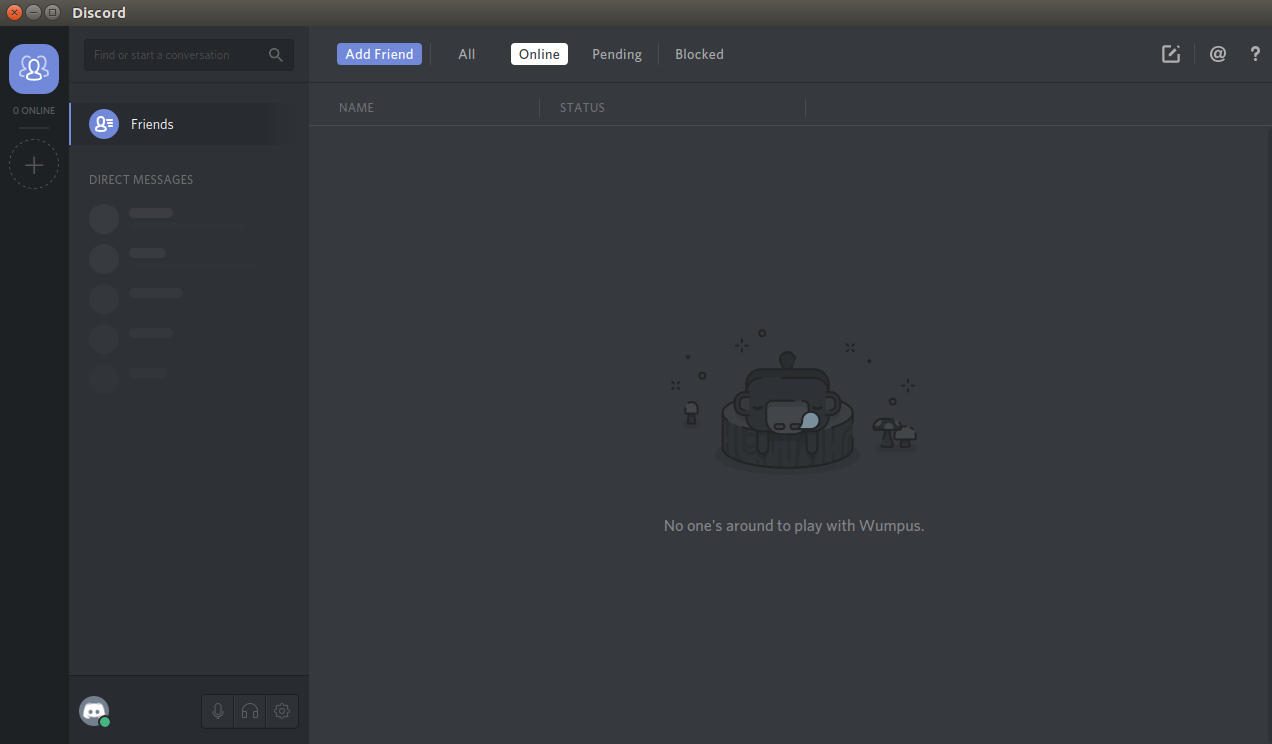 Discord
Find or start a conversation
Add Friend
All
Online
Pending
Blocked
@
?
0 ONLINE
Friends
NAME
STATUS
DIRECT MESSAGES
No one's around to play with Wumpus.